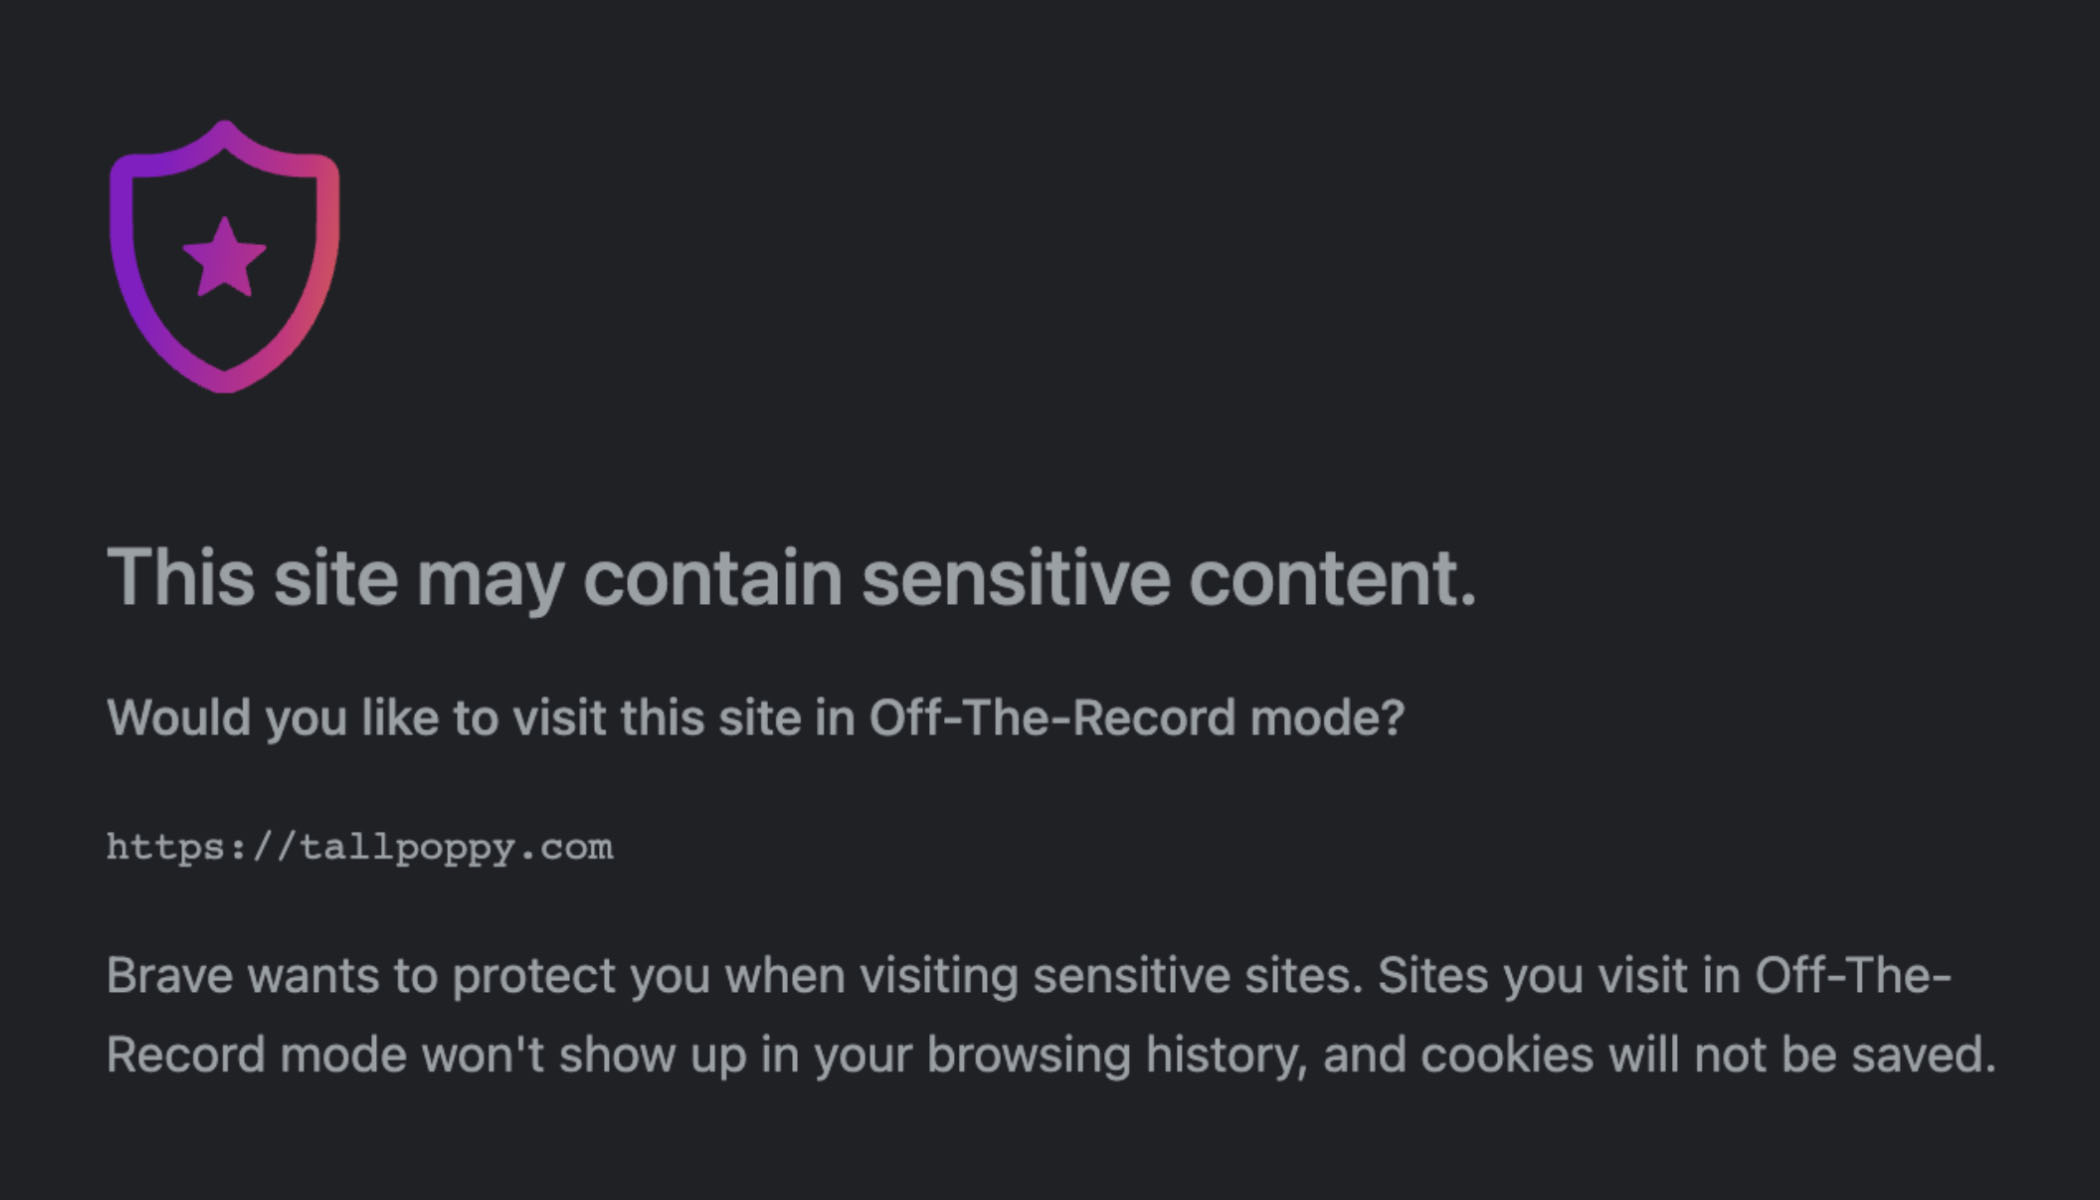 This site may contain sensitive content.
Would you like to visit this site in Off-The-Record mode?
https://tallpoppy.com
Brave wants to protect you when visiting sensitive sites. Sites you visit in Off-The-
Record mode won't show up in your browsing history, and cookies will not be saved.